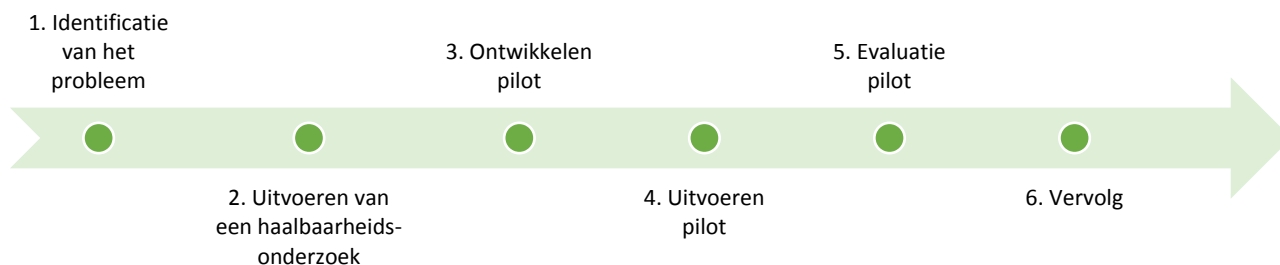 1. Identificatie
van het
probleem
2. Uitvoeren van
een haalbaarheids-
onderzoek
3. Ontwikkelen
pilot
4. Uitvoeren
pilot
5. Evaluatie
pilot
6. Vervolg